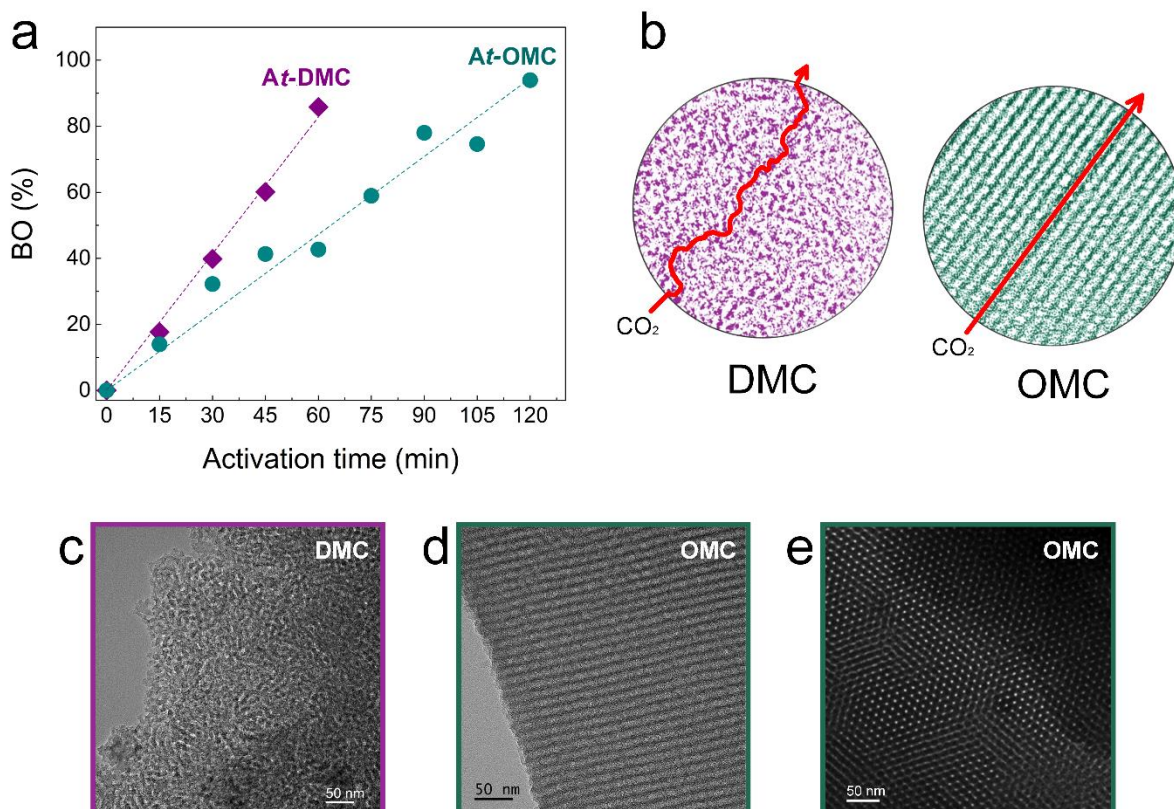 a
At-DMC
At-OMC
BO (%)
100
80
60
40
20
0
0 15 30 45 60 75 90 105 120
Activation time (min)
b
CO₂
DMC
CO₂
OMC
c
DMC
50 nm
d
OMC
50 nm
e
OMC
50 nm